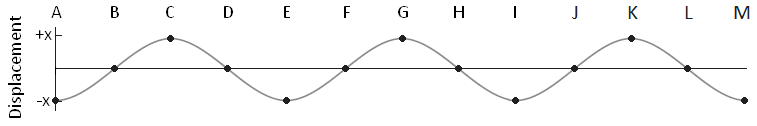 A B C D E F G H I J K L M
+x
-x
Displacement